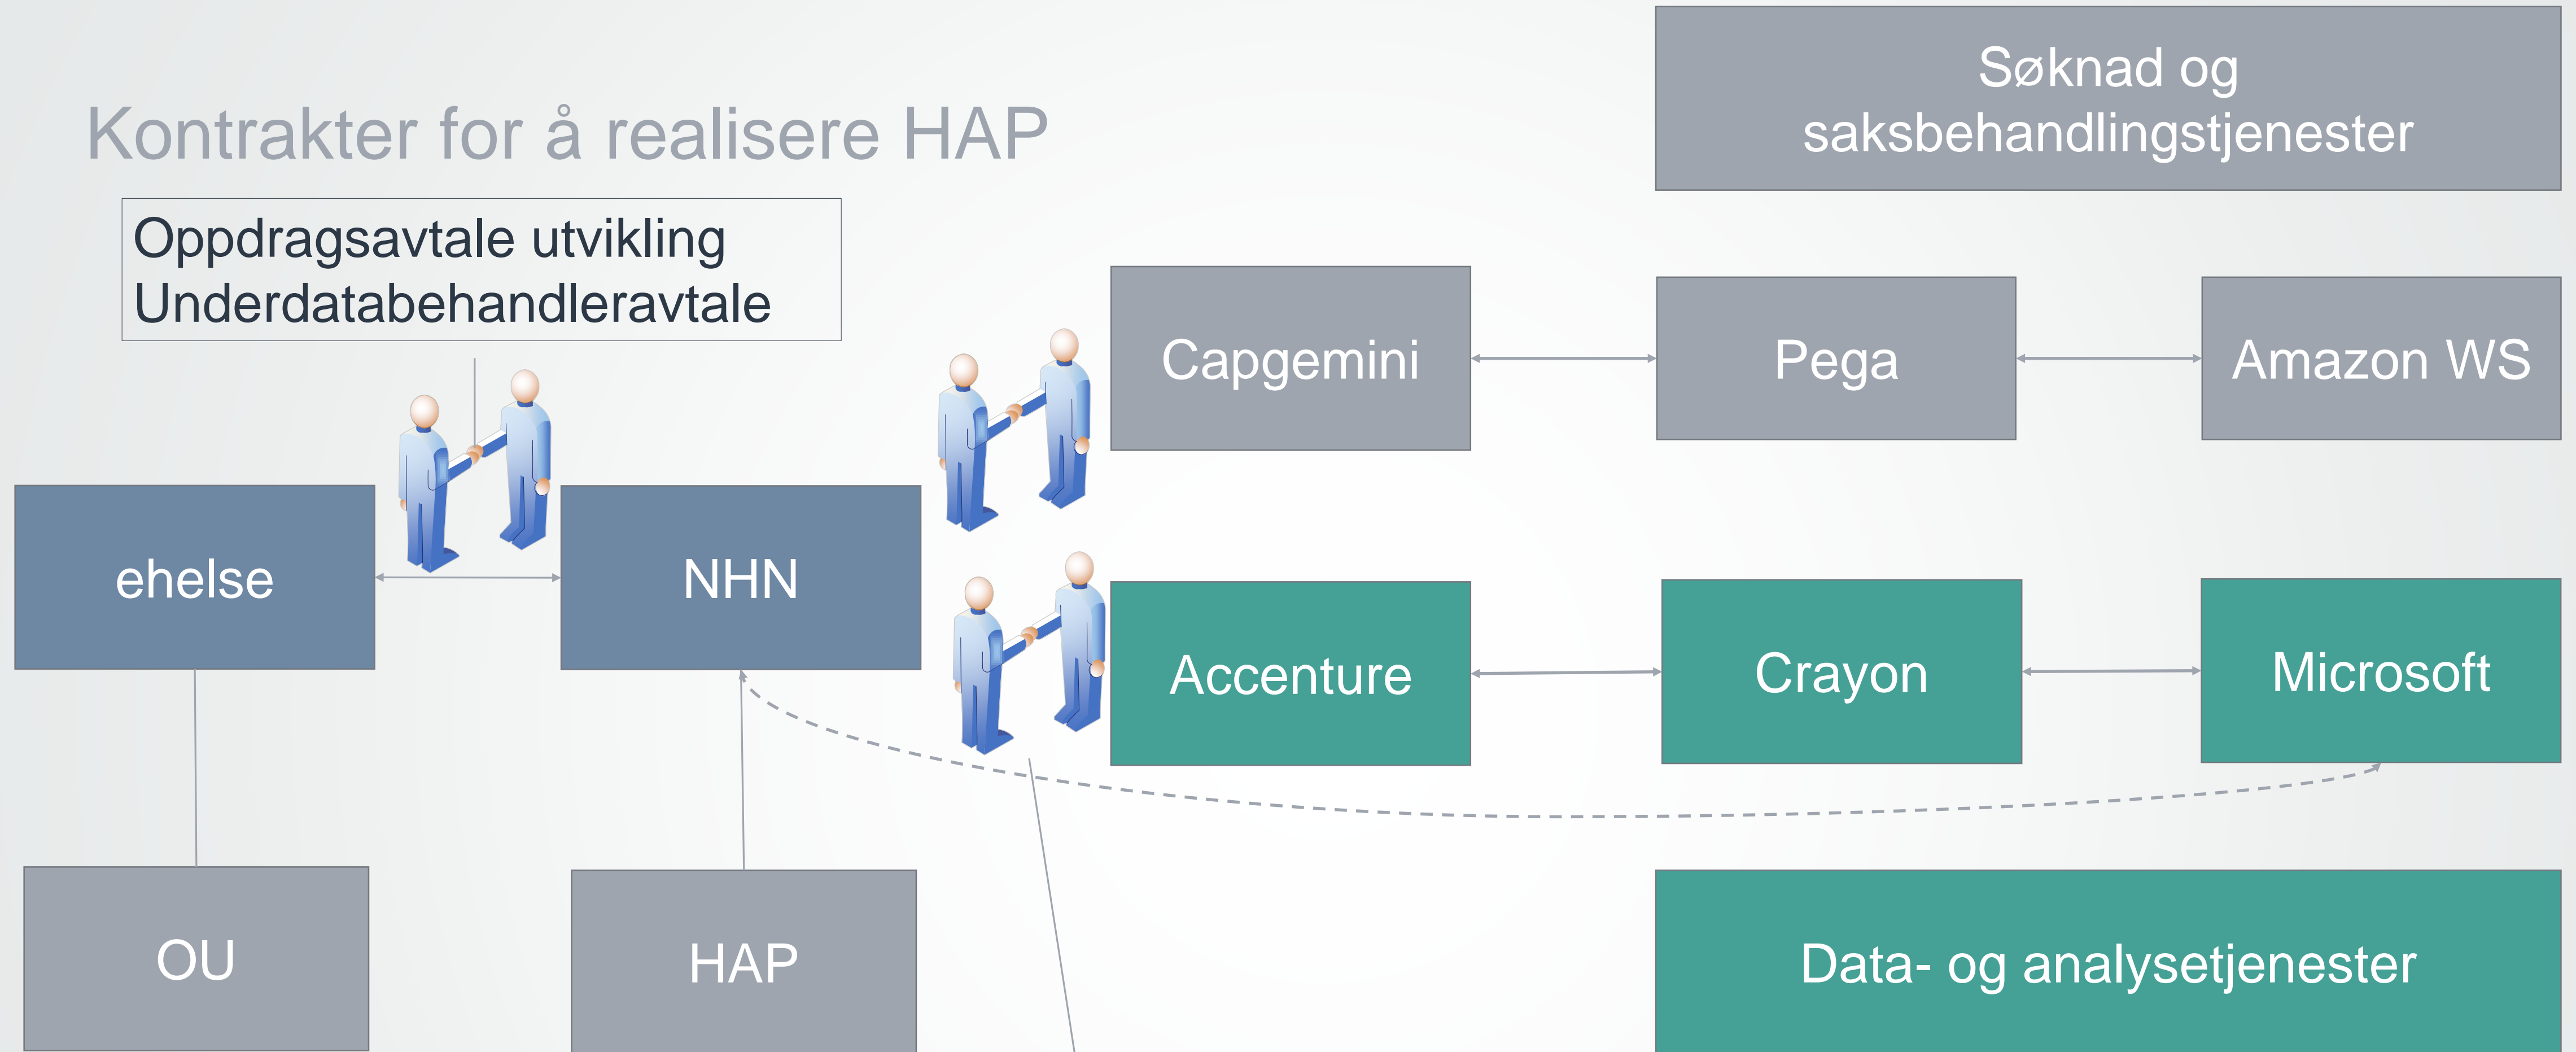 Søknad og
saksbehandlingstjenester
Kontrakter for å realisere HAP
Oppdragsavtale utvikling
Underdatabehandleravtale
Capgemini
Pega
Amazon WS
ehelse
NHN
Accenture
Crayon
Microsoft
OU
HAP
Data- og analysetjenester